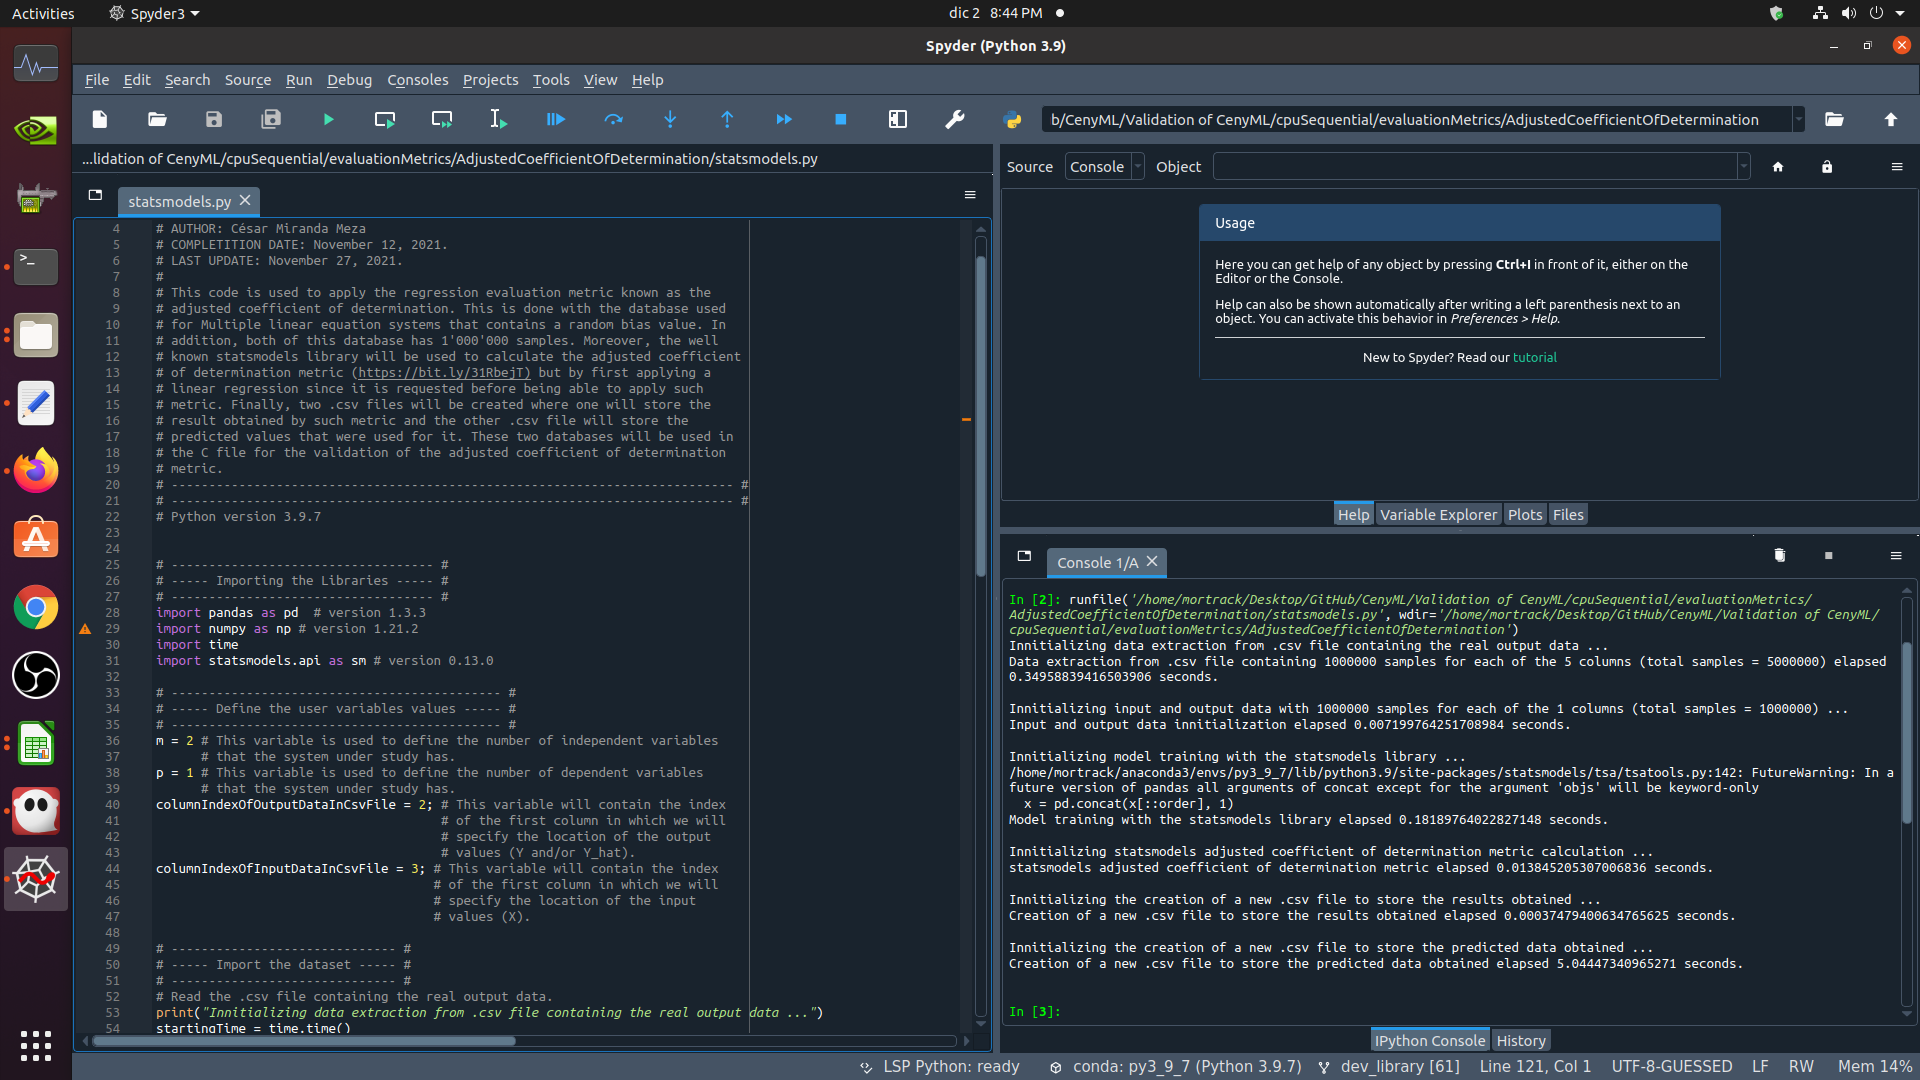 Activities
Spyder3
dic 2 8:44 PM
Spyder (Python 3.9)
File Edit Search Source Run Debug Consoles Projects Tools View Help
b/CenyML/Validation of CenyML/cpuSequential/evaluationMetrics/AdjustedCoefficientOfDetermination
...lidation of CenyML/cpuSequential/evaluationMetrics/AdjustedCoefficientOfDetermination/statsmodels.py
statsmodels.py
4 # AUTHOR: César Miranda Meza
5 # COMPLETITION DATE: November 12, 2021.
6 # LAST UPDATE: November 27, 2021.
7 #
8 # This code is used to apply the regression evaluation metric known as the
9 # adjusted coefficient of determination. This is done with the database used
10 # for Multiple linear equation systems that contains a random bias value. In
11 # addition, both of this database has 1'000'000 samples. Moreover, the well
12 # known statsmodels library will be used to calculate the adjusted coefficient
13 # of determination metric (https://bit.ly/31RbejT) but by first applying a
14 # linear regression since it is requested before being able to apply such
15 # metric. Finally, two .csv files will be created where one will store the
16 # result obtained by such metric and the other .csv file will store the
17 # predicted values that were used for it. These two databases will be used in
18 # the C file for the validation of the adjusted coefficient of determination
19 # metric.
20 # --------------------------------------------------------------------------- #
21 # --------------------------------------------------------------------------- #
22 # Python version 3.9.7
23
24
25 # ----------------------------------- #
26 # ----- Importing the Libraries ----- #
27 # ----------------------------------- #
28 import pandas as pd  # version 1.3.3
29 import numpy as np # version 1.21.2
30 import time
31 import statsmodels.api as sm # version 0.13.0
32
33 # -------------------------------------------- #
34 # ----- Define the user variables values ----- #
35 # -------------------------------------------- #
36 m = 2 # This variable is used to define the number of independent variables
37 # that the system under study has.
38 p = 1 # This variable is used to define the number of dependent variables
39 # that the system under study has.
40 columnIndexOfOutputDataInCsvFile = 2; # This variable will contain the index
41 # of the first column in which we will
42 # specify the location of the output
43 # values (Y and/or Y_hat).
44 columnIndexOfInputDataInCsvFile = 3; # This variable will contain the index
45 # of the first column in which we will
46 # specify the location of the input
47 # values (X).
48
49 # ------------------------------ #
50 # ----- Import the dataset ----- #
51 # ------------------------------ #
52 # Read the .csv file containing the real output data.
53 print("Innitializing data extraction from .csv file containing the real output data ...")
54 startingTime = time.time()
Source Console Object
Usage
Here you can get help of any object by pressing Ctrl+I in front of it, either on the
Editor or the Console.
Help can also be shown automatically after writing a left parenthesis next to an
object. You can activate this behavior in Preferences > Help.
New to Spyder? Read our tutorial
Help Variable Explorer Plots Files
Console 1/A
In [2]: runfile('/home/mortrack/Desktop/GitHub/CenyML/Validation of CenyML/cpuSequential/evaluationMetrics/
AdjustedCoefficientOfDetermination/statsmodels.py', wdir='/home/mortrack/Desktop/GitHub/CenyML/Validation of CenyML/
cpuSequential/evaluationMetrics/AdjustedCoefficientOfDetermination')
Innitializing data extraction from .csv file containing the real output data ...
Data extraction from .csv file containing 1000000 samples for each of the 5 columns (total samples = 5000000) elapsed
0.34958839416503906 seconds.
Innitializing input and output data with 1000000 samples for each of the 1 columns (total samples = 1000000) ...
Input and output data innitialization elapsed 0.007199764251708984 seconds.
Innitializing model training with the statsmodels library ...
/home/mortrack/anaconda3/envs/py3_9_7/lib/python3.9/site-packages/statsmodels/tsa/tsatools.py:142: FutureWarning: In a
future version of pandas all arguments of concat except for the argument 'objs' will be keyword-only
x = pd.concat(x[::order], 1)
Model training with the statsmodels library elapsed 0.18189764022827148 seconds.
Innitializing statsmodels adjusted coefficient of determination metric calculation ...
statsmodels adjusted coefficient of determination metric elapsed 0.013845205307006836 seconds.
Innitializing the creation of a new .csv file to store the results obtained ...
Creation of a new .csv file to store the results obtained elapsed 0.00037479400634765625 seconds.
Innitializing the creation of a new .csv file to store the predicted data obtained ...
Creation of a new .csv file to store the predicted data obtained elapsed 5.04447340965271 seconds.
In [3]:
IPython Console History
LSP Python: ready conda: py3_9_7 (Python 3.9.7) dev_library [61] Line 121, Col 1 UTF-8-GUESSED LF RW Mem 14%